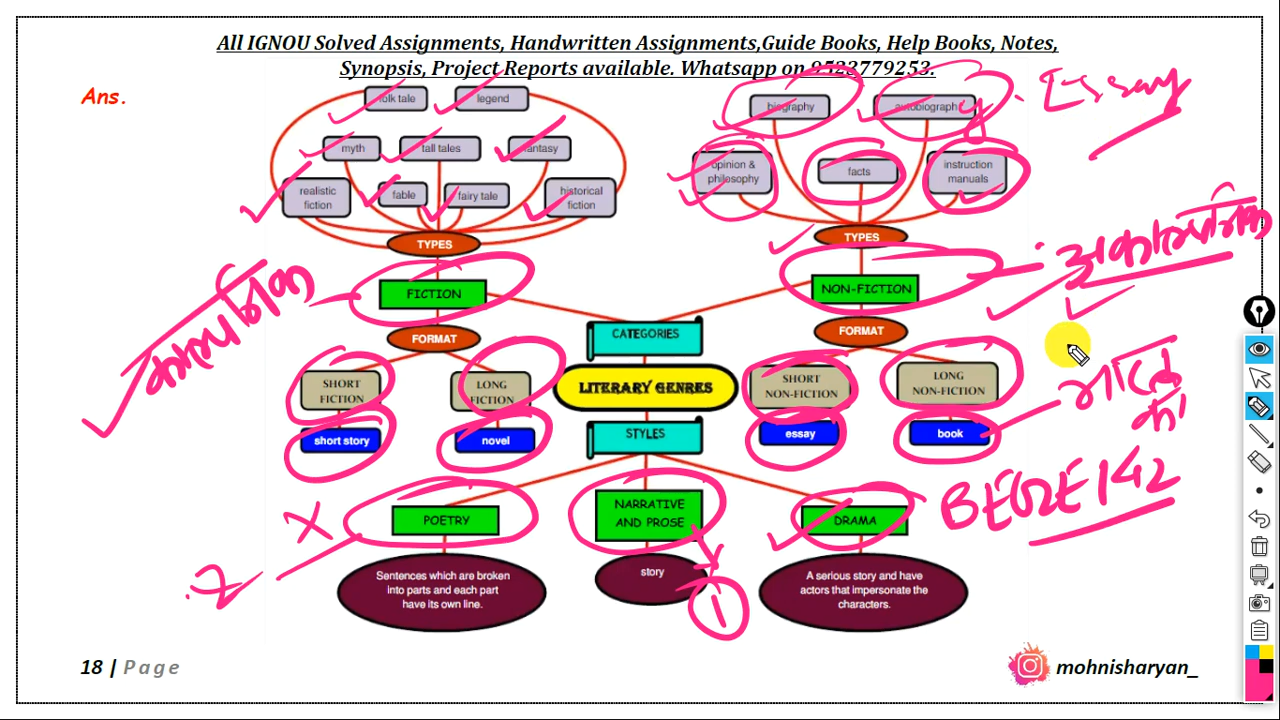 All IGNOU Solved Assignments, Handwritten Assignments,Guide Books, Help Books, Notes,
Synopsis, Project Reports available. Whatsapp on 9523779253.
Ans.
folk tale
legend
myth
tall tales
fantasy
realistic
fiction
fable
fairy tale
historical
fiction
TYPES
FICTION
FORMAT
SHORT
FICTION
LONG
FICTION
short story
novel
biography
autobiography
Essay
opinion &
philosophy
facts
instruction
manuals
TYPES
NON-FICTION
FORMAT
SHORT
NON-FICTION
LONG
NON-FICTION
essay
book
CATEGORIES
LITERARY GENRES
STYLES
BEGE 142
POETRY
NARRATIVE
AND PROSE
DRAMA
Sentences which are broken
into parts and each part
have its own line.
story
1
2
A serious story and have
actors that impersonate the
characters.
18 | Page
mohnisharyan_